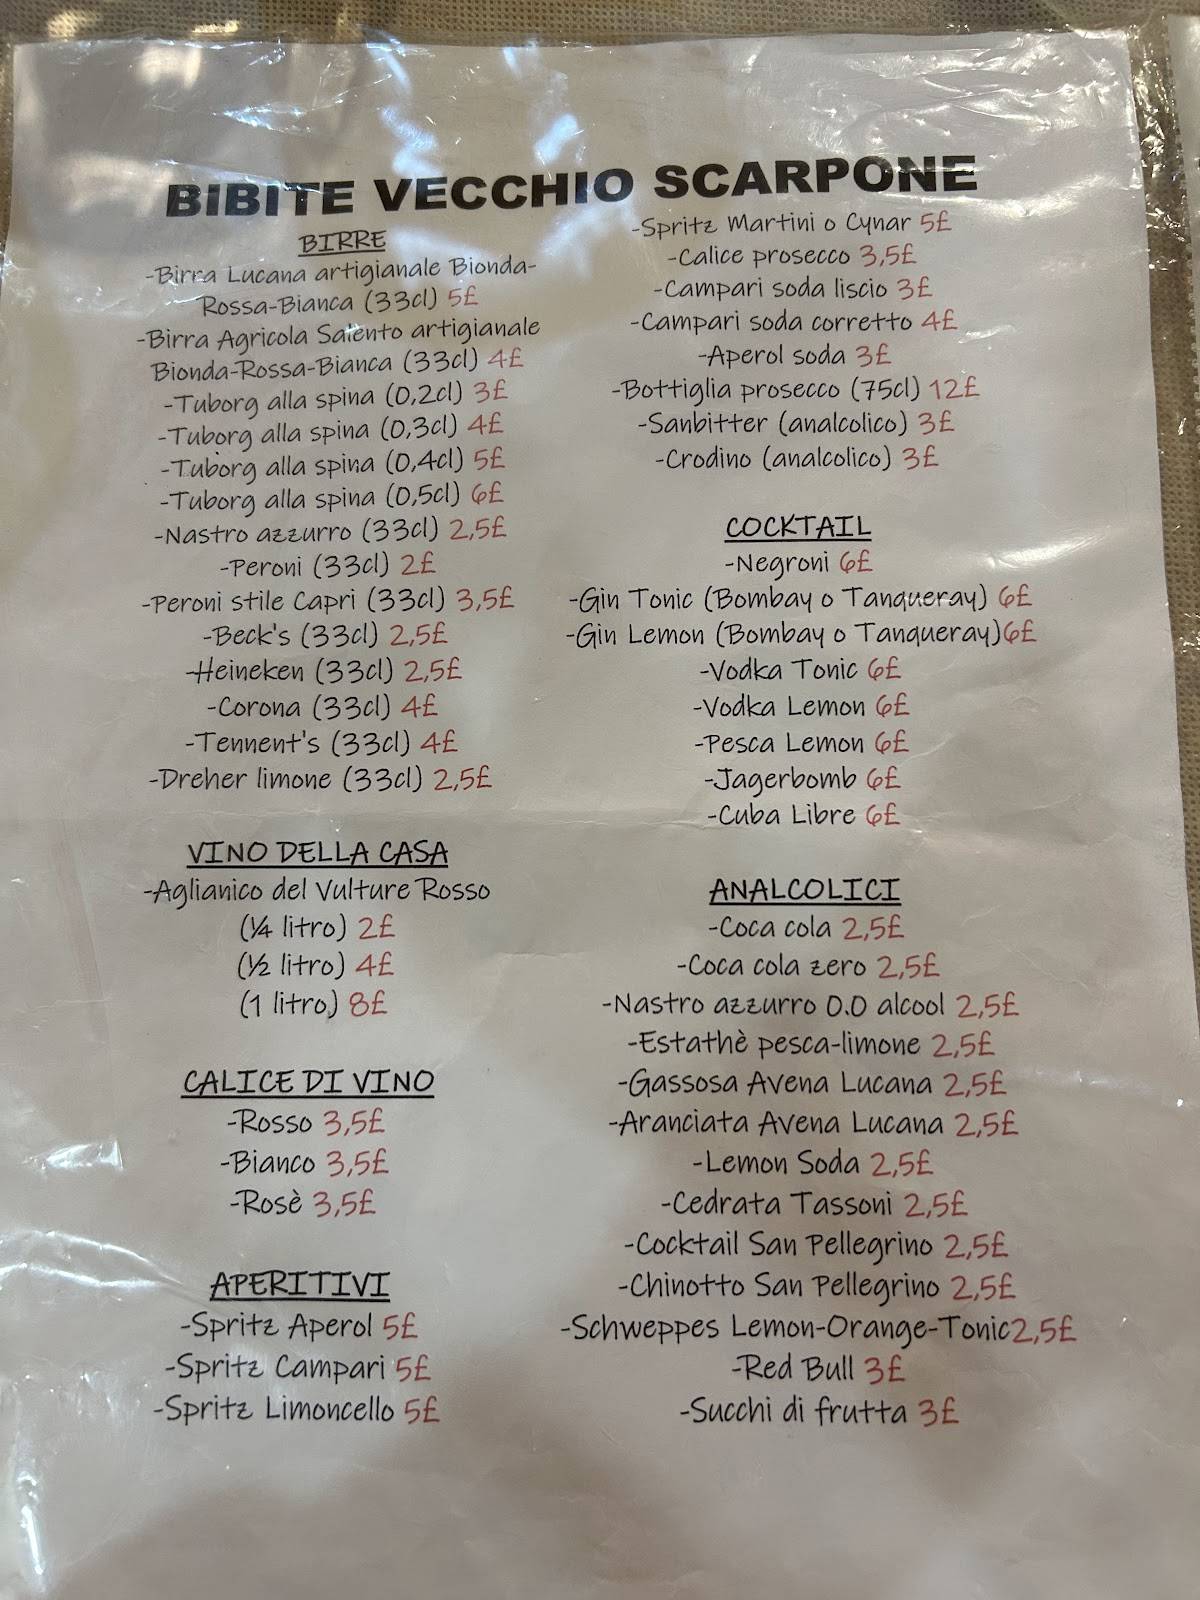 BIBITE VECCHIO SCARPONE
BIRRE
-Birra Lucana artigianale Bionda-
Rossa-Bianca (33cl) 5£
-Birra Agricola Salento artigianale
Bionda-Rossa-Bianca (33cl) 4£
-Tuborg alla spina (0,2cl) 3£
-Tuborg alla spina (0,3cl) 4£
-Tuborg alla spina (0,4cl) 5£
-Tuborg alla spina (0,5cl) 6£
-Nastro azzurro (33cl) 2,5£
-Peroni (33cl) 2£
-Peroni stile Capri (33cl) 3,5£
-Beck's (33cl) 2,5£
-Heineken (33cl) 2,5£
-Corona (33cl) 4£
-Tennent's (33cl) 4£
-Dreher limone (33cl) 2,5£
VINO DELLA CASA
-Aglianico del Vulture Rosso
(¼ litro) 2£
(½ litro) 4£
(1 litro) 8£
CALICE DI VINO
-Rosso 3,5£
-Bianco 3,5£
-Rosè 3,5£
APERITIVI
-Spritz Aperol 5£
-Spritz Campari 5£
-Spritz Limoncello 5£
-Spritz Martini o Cynar 5£
-Calice prosecco 3,5£
-Campari soda liscio 3£
-Campari soda corretto 4£
-Aperol soda 3£
-Bottiglia prosecco (75cl) 12£
-Sanbitter (analcolico) 3£
-Crodino (analcolico) 3£
COCKTAIL
-Negroni 6£
-Gin Tonic (Bombay o Tanqueray) 6£
-Gin Lemon (Bombay o Tanqueray)6£
-Vodka Tonic 6£
-Vodka Lemon 6£
-Pesca Lemon 6£
-Jagerbomb 6£
-Cuba Libre 6£
ANALCOLICI
-Coca cola 2,5£
-Coca cola zero 2,5£
-Nastro azzurro 0.0 alcool 2,5£
-Estathè pesca-limone 2,5£
-Gassosa Avena Lucana 2,5£
-Aranciata Avena Lucana 2,5£
-Lemon Soda 2,5£
-Cedrata Tassoni 2,5£
-Cocktail San Pellegrino 2,5£
-Chinotto San Pellegrino 2,5£
-Schweppes Lemon-Orange-Tonic2,5£
-Red Bull 3£
-Succhi di frutta 3£